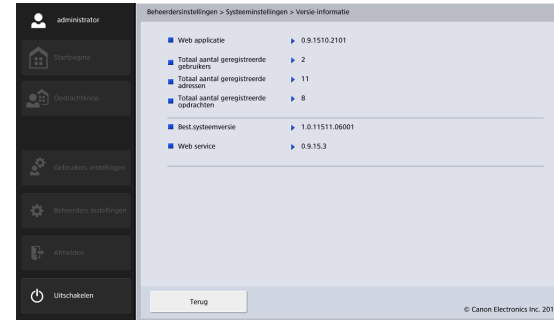 administrator
Startpagina
Opdrachtknop
Gebruikers instellingen
Beheerders instellingen
Afmelden
Uitschakelen
Beheerdersinstellingen > Systeeminstellingen > Versie-informatie
Web applicatie 0.9.1510.2101
Totaal aantal geregistreerde
gebruikers 2
Totaal aantal geregistreerde
adressen 11
Totaal aantal geregistreerde
opdrachten 8
Best.systeemversie 1.0.11511.06001
Web service 0.9.15.3
Terug
© Canon Electronics Inc. 201